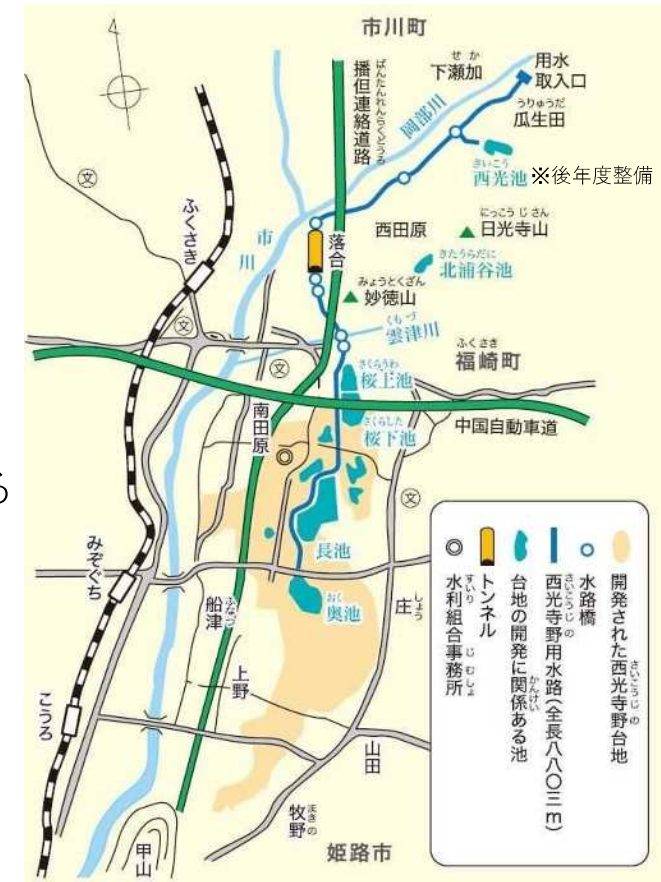 市川町
せか
下瀬加
用水
取入口
うりゅうだ
瓜生田
ばんたんれんらくどうろ
播但連絡道路
岡部川
さいこう
西光池
※後年度整備
文
ふくさき
市川
落合
西田原
にっこうじさん
日光寺山
きたうらだに
北浦谷池
みょうとくざん
妙徳山
くもづ
雲津川
文
文
ふくさき
福崎町
さくらうわ
桜上池
さくらした
桜下池
中国自動車道
南田原
文
る
長池
みぞぐち
おく
奥池
ふなつ
船津
しょう
庄
上野
こうろ
山田
まきの
牧野
甲山
姫路市
さいこうじの
開発された西光寺野台地
水路橋
さいこうじの
西光寺野用水路(全長八八〇三m)
かんけい
台地の開発に関係ある池
トンネル
すいり じむしょ
水利組合事務所